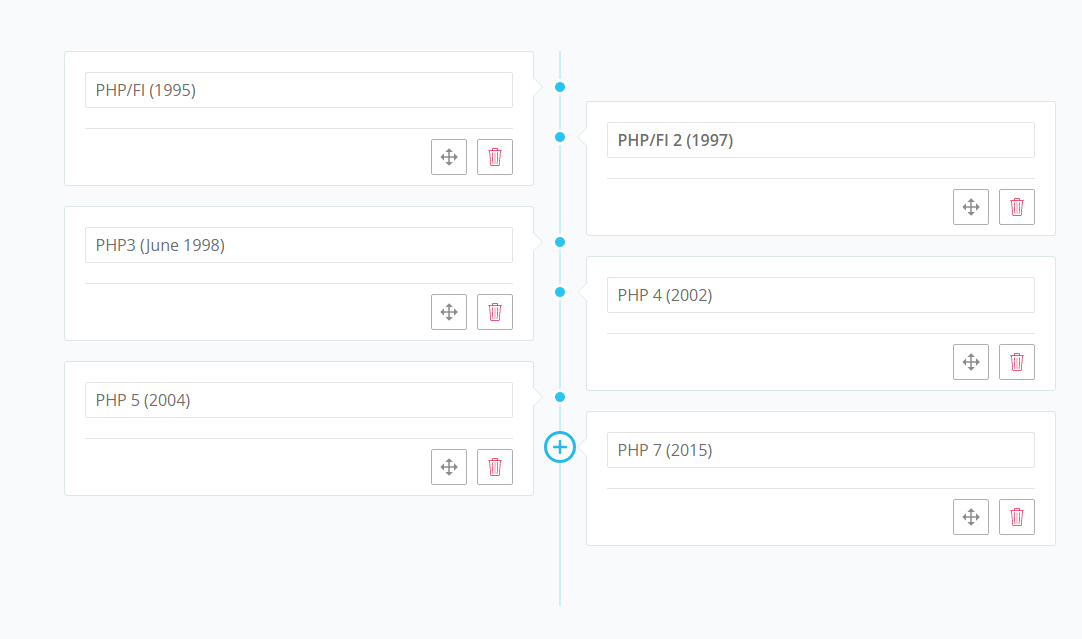 PHP/FI (1995)
PHP/FI 2 (1997)
PHP3 (June 1998)
PHP 4 (2002)
PHP 5 (2004)
PHP 7 (2015)